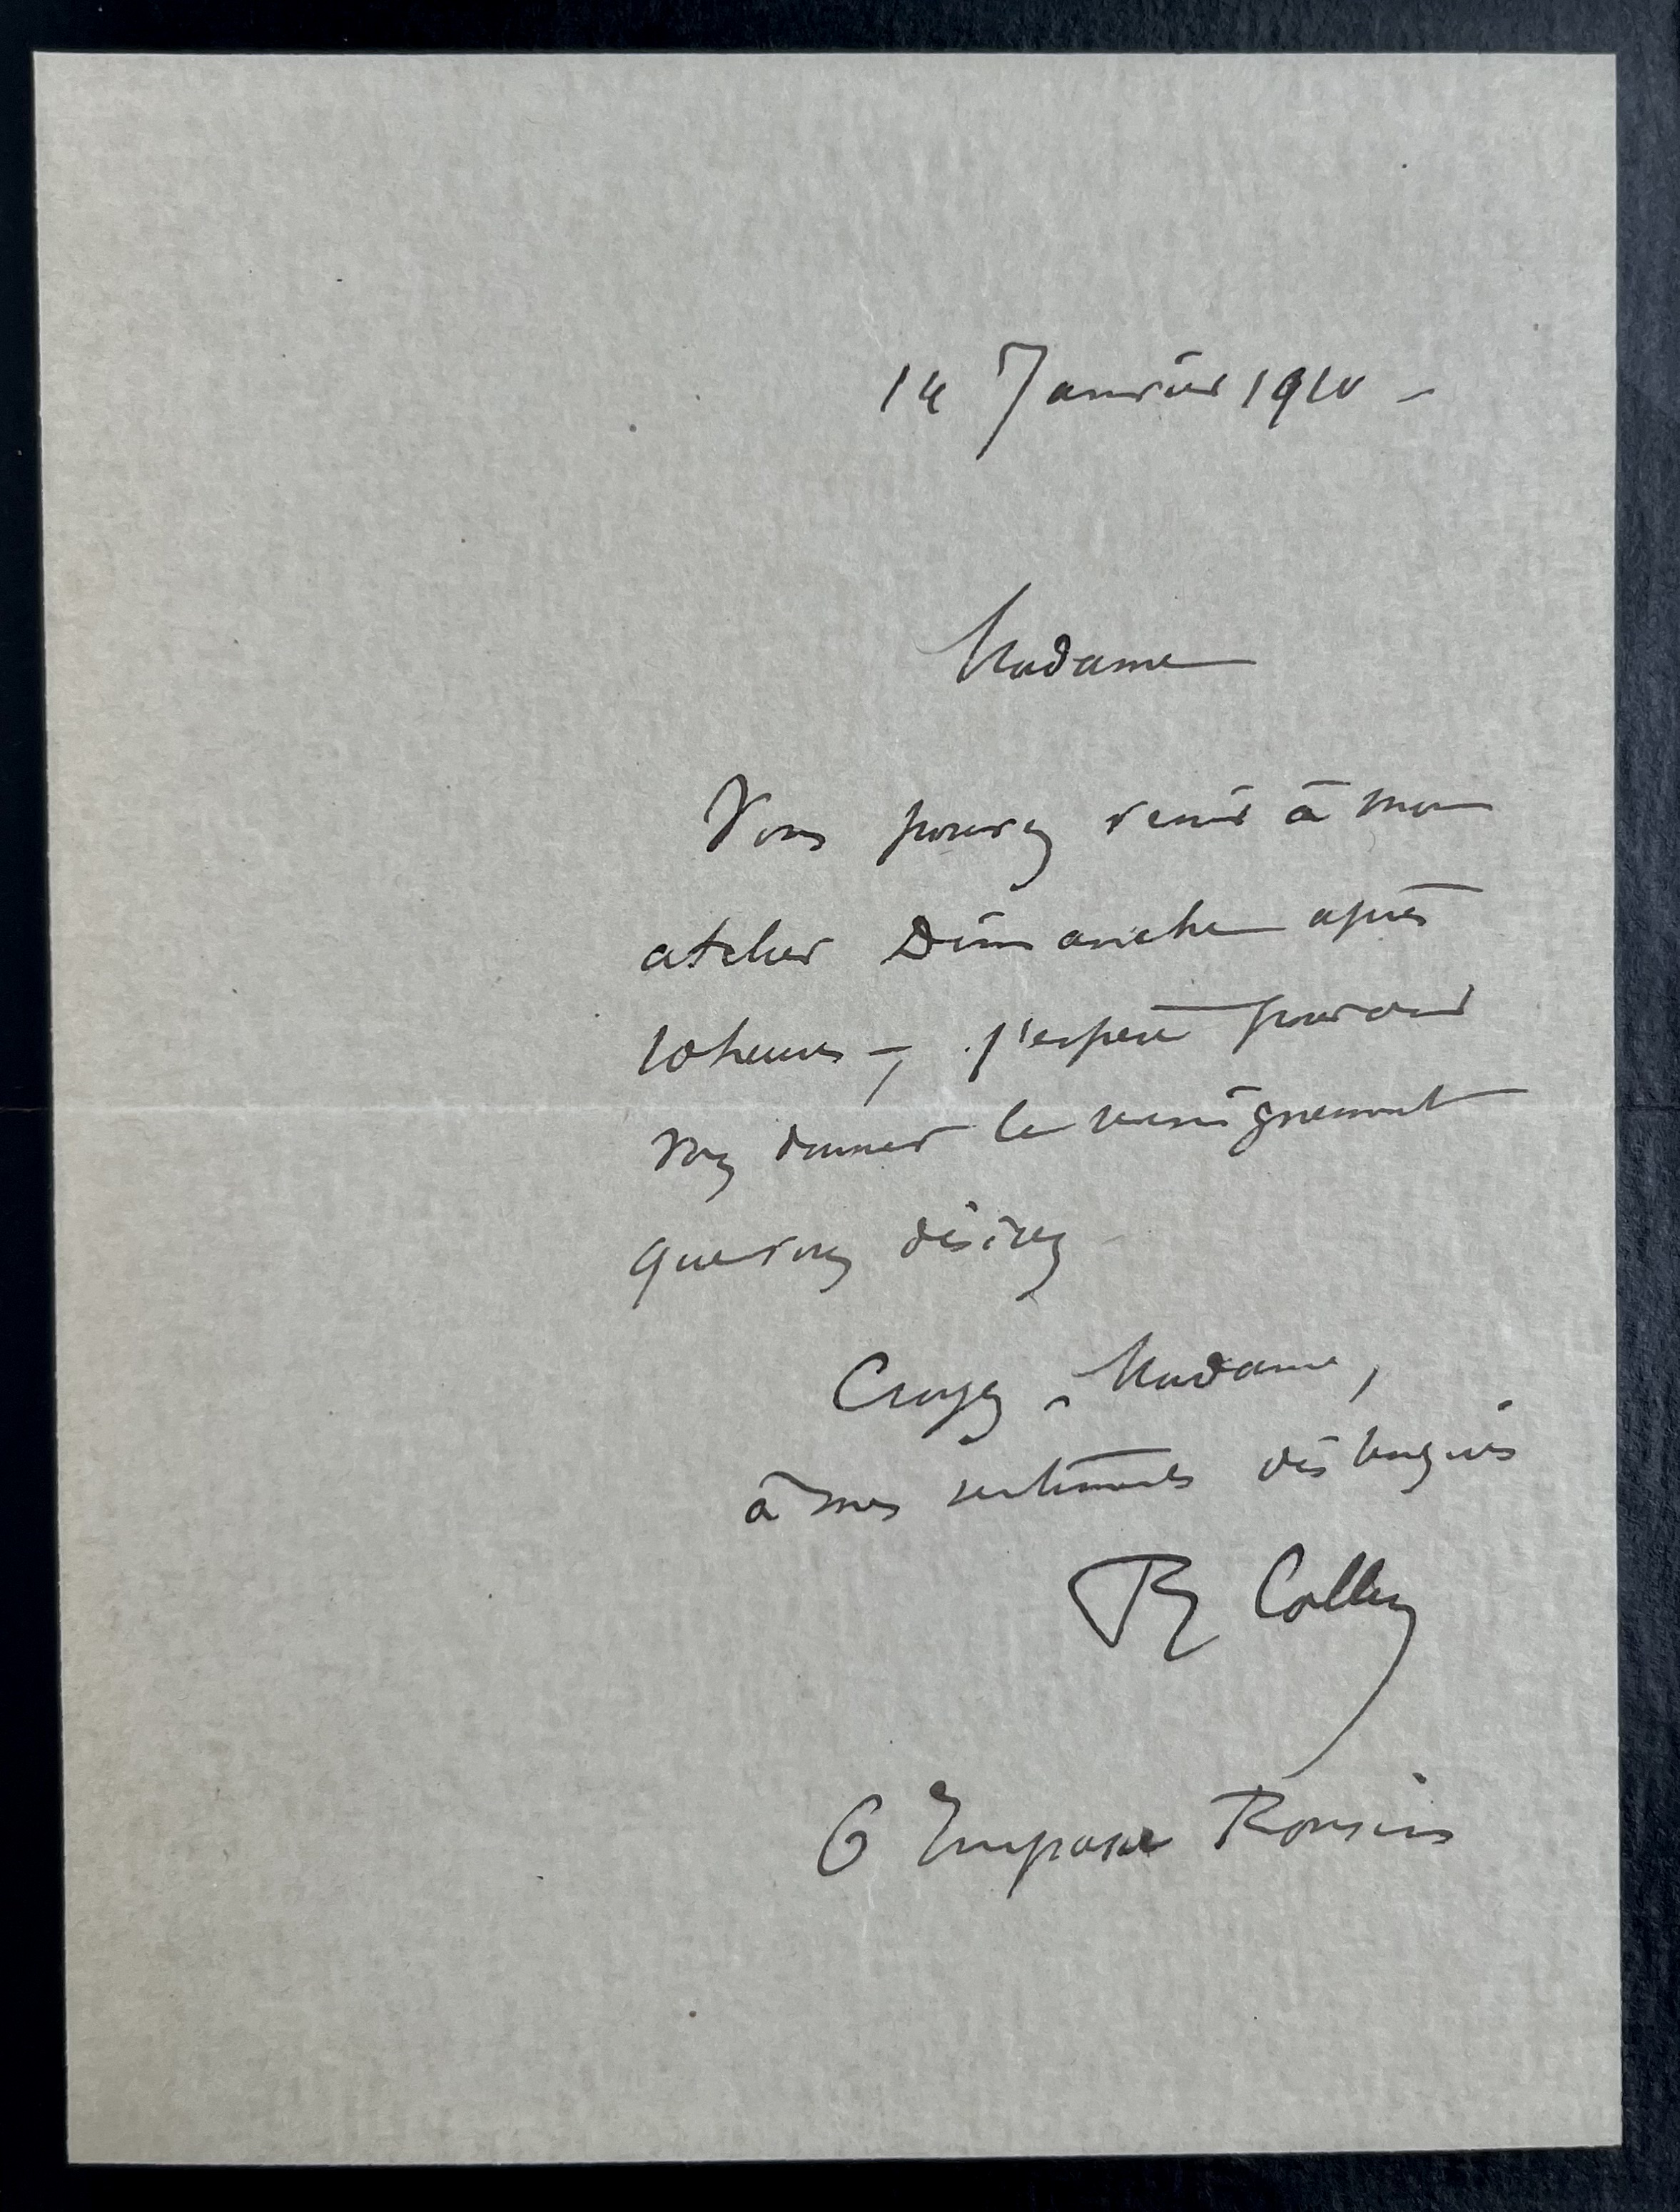 14 Janvier 1910 -
Madame
Vous pouvez venir à mon
atelier Dimanche après
10 heures -, j'espère pouvoir
vous donner le renseignement
que vous désirez
Croyez, Madame,
à mes sentiments distingués
6 Impasse Ronsin